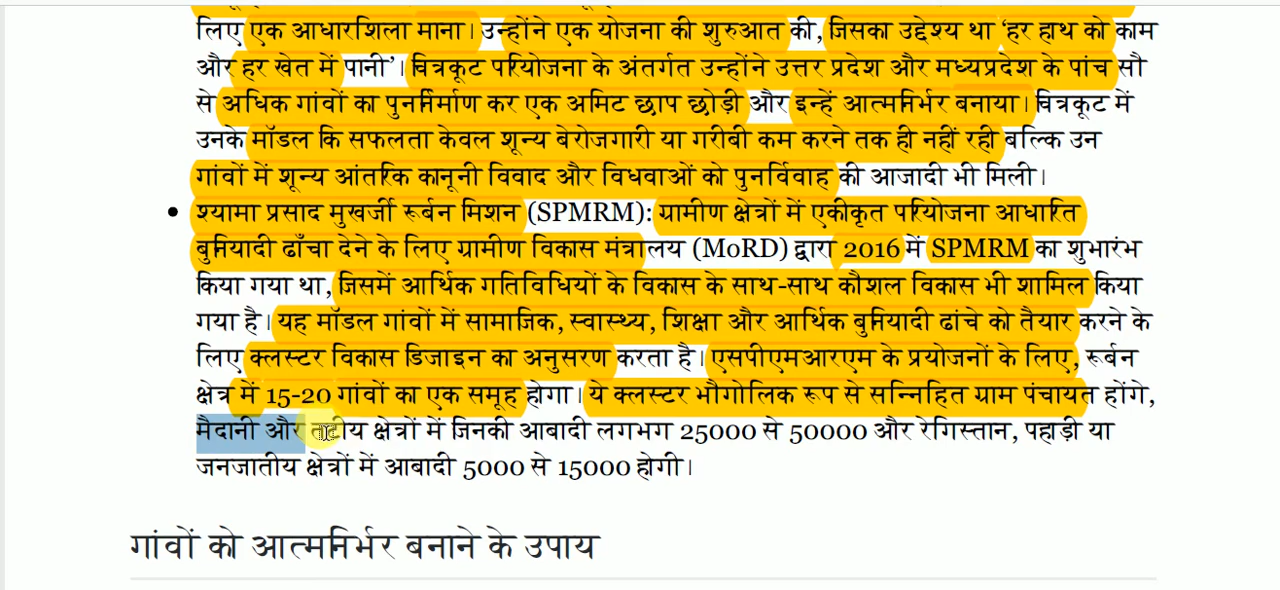 लिए एक आधारशिला माना। उन्होंने एक योजना की शुरुआत की, जिसका उद्देश्य था ‘हर हाथ को काम
और हर खेत में पानी’। चित्रकूट परियोजना के अंतर्गत उन्होंने उत्तर प्रदेश और मध्यप्रदेश के पांच सौ
से अधिक गांवों का पुनर्निर्माण कर एक अमिट छाप छोड़ी और इन्हें आत्मनिर्भर बनाया। चित्रकूट में
उनके मॉडल कि सफलता केवल शून्य बेरोजगारी या गरीबी कम करने तक ही नहीं रही बल्कि उन
गांवों में शून्य आंतरिक कानूनी विवाद और विधवाओं को पुनर्विवाह की आजादी भी मिली।
• श्यामा प्रसाद मुखर्जी रूर्बन मिशन (SPMRM): ग्रामीण क्षेत्रों में एकीकृत परियोजना आधारित
बुनियादी ढाँचा देने के लिए ग्रामीण विकास मंत्रालय (MoRD) द्वारा 2016 में SPMRM का शुभारंभ
किया गया था, जिसमें आर्थिक गतिविधियों के विकास के साथ-साथ कौशल विकास भी शामिल किया
गया है। यह मॉडल गांवों में सामाजिक, स्वास्थ्य, शिक्षा और आर्थिक बुनियादी ढांचे को तैयार करने के
लिए क्लस्टर विकास डिजाइन का अनुसरण करता है। एसपीएमआरएम के प्रयोजनों के लिए, रूर्बन
क्षेत्र में 15-20 गांवों का एक समूह होगा। ये क्लस्टर भौगोलिक रूप से सन्निहित ग्राम पंचायत होंगे,
मैदानी और तटीय क्षेत्रों में जिनकी आबादी लगभग 25000 से 50000 और रेगिस्तान, पहाड़ी या
जनजातीय क्षेत्रों में आबादी 5000 से 15000 होगी।
गांवों को आत्मनिर्भर बनाने के उपाय